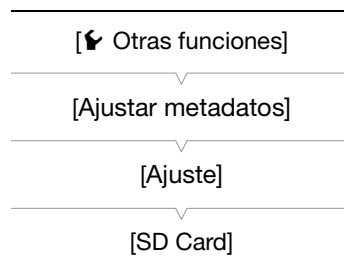 [Otras funciones]
[Ajustar metadatos]
[Ajuste]
[SD Card]